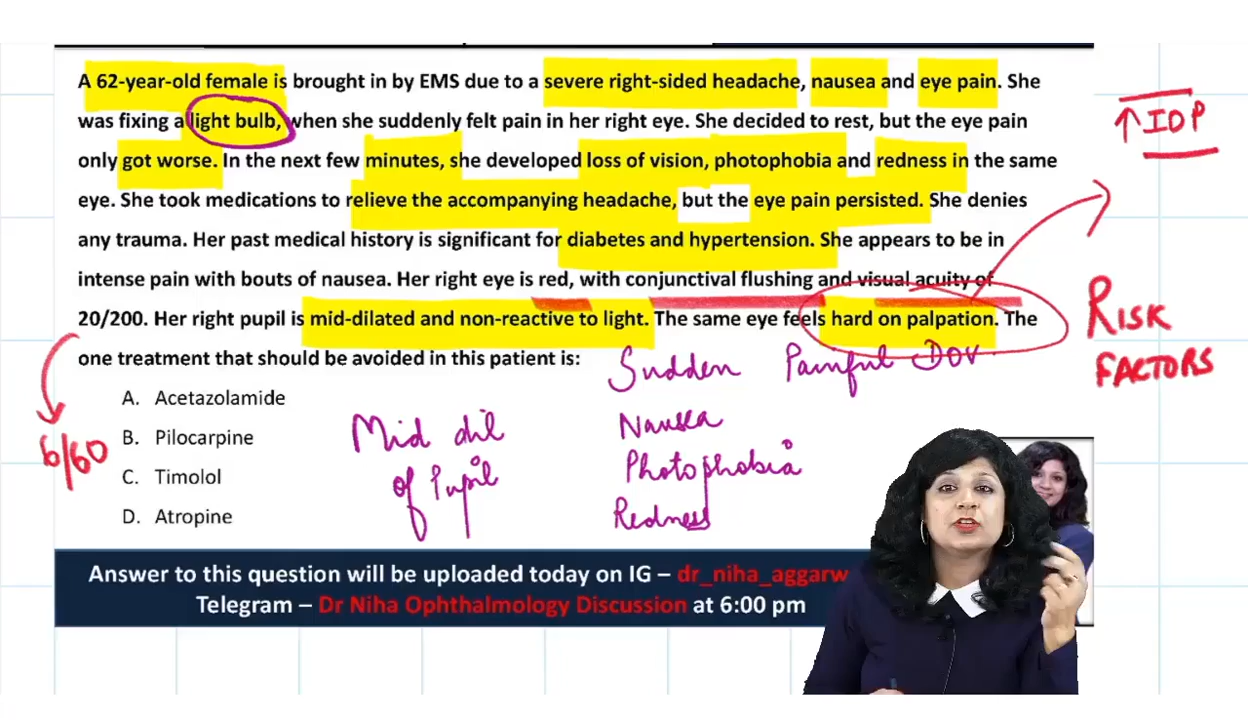 A 62-year-old female is brought in by EMS due to a severe right-sided headache, nausea and eye pain. She
was fixing a light bulb, when she suddenly felt pain in her right eye. She decided to rest, but the eye pain
only got worse. In the next few minutes, she developed loss of vision, photophobia and redness in the same
eye. She took medications to relieve the accompanying headache, but the eye pain persisted. She denies
any trauma. Her past medical history is significant for diabetes and hypertension. She appears to be in
intense pain with bouts of nausea. Her right eye is red, with conjunctival flushing and visual acuity of
20/200. Her right pupil is mid-dilated and non-reactive to light. The same eye feels hard on palpation. The
one treatment that should be avoided in this patient is:
A. Acetazolamide
B. Pilocarpine
C. Timolol
D. Atropine
↑ IOP
RISK
FACTORS
6/60
Mid dil
of Pupil
Sudden Painful DOV
Nausea
Photophobia
Redness
Answer to this question will be uploaded today on IG – dr_niha_aggarw
Telegram – Dr Niha Ophthalmology Discussion at 6:00 pm